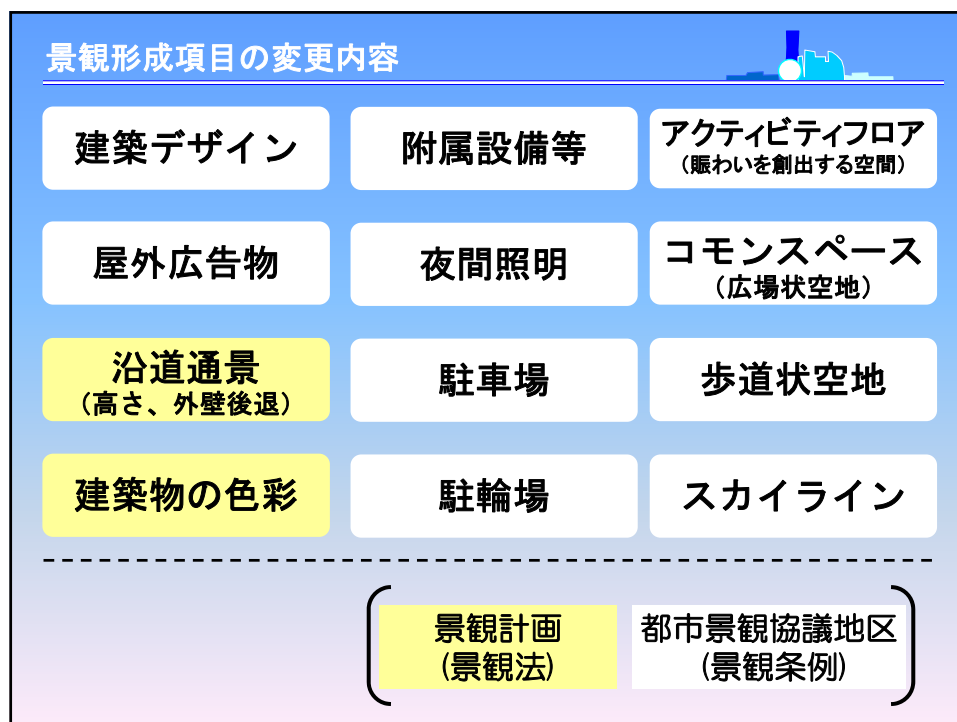 景観形成項目の変更内容
建築デザイン
附属設備等
アクティビティフロア
（賑わいを創出する空間）
屋外広告物
夜間照明
コモンスペース
（広場状空地）
沿道通景
（高さ、外壁後退）
駐車場
歩道状空地
建築物の色彩
駐輪場
スカイライン
景観計画
(景観法)
都市景観協議地区
(景観条例)